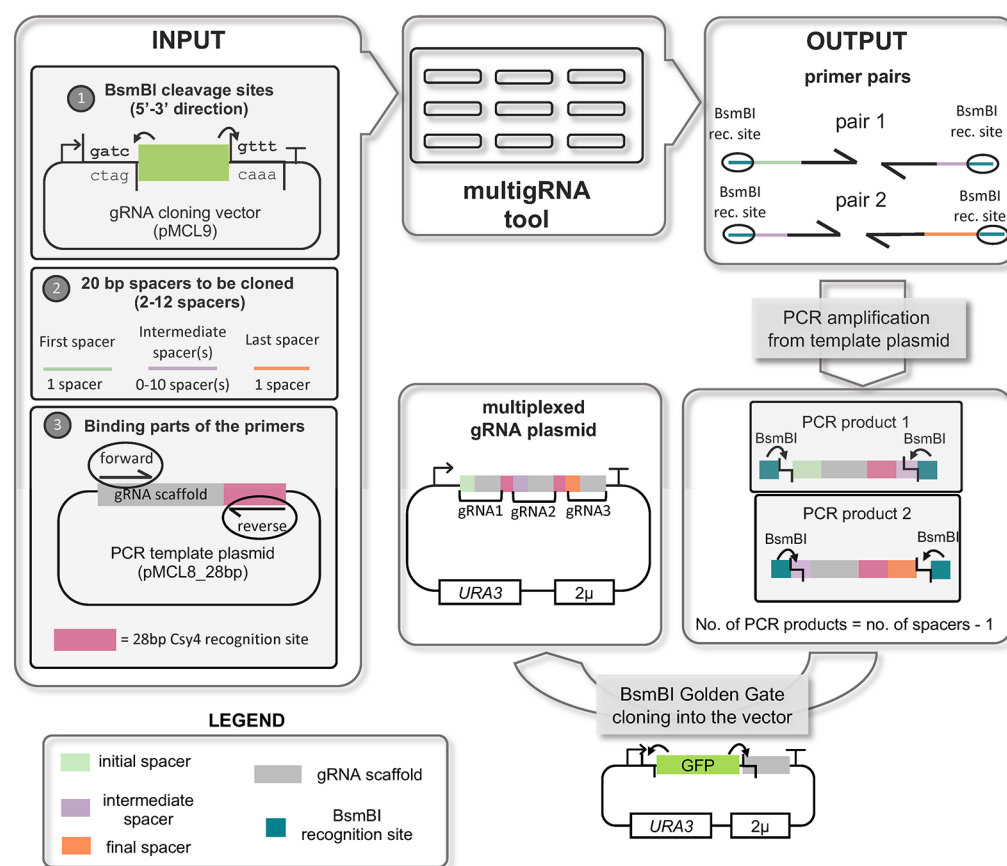 INPUT
1
BsmBI cleavage sites
(5'-3' direction)
gatc
gttt
ctag
caaa
gRNA cloning vector
(pMCL9)
2
20 bp spacers to be cloned
(2-12 spacers)
First spacer
Intermediate
spacer(s)
Last spacer
1 spacer
0-10 spacer(s)
1 spacer
3
Binding parts of the primers
forward
gRNA scaffold
reverse
PCR template plasmid
(pMCL8_28bp)
= 28bp Csy4 recognition site
multigRNA
tool
OUTPUT
primer pairs
BsmBI
rec. site
pair 1
BsmBI
rec. site
BsmBI
rec. site
pair 2
BsmBI
rec. site
PCR amplification
from template plasmid
PCR product 1
BsmBI
BsmBI
PCR product 2
BsmBI
BsmBI
No. of PCR products = no. of spacers - 1
multiplexed
gRNA plasmid
gRNA1
gRNA2
gRNA3
URA3
2μ
BsmBI Golden Gate
cloning into the vector
GFP
URA3
2μ
LEGEND
initial spacer
intermediate
spacer
final spacer
gRNA scaffold
BsmBI
recognition site